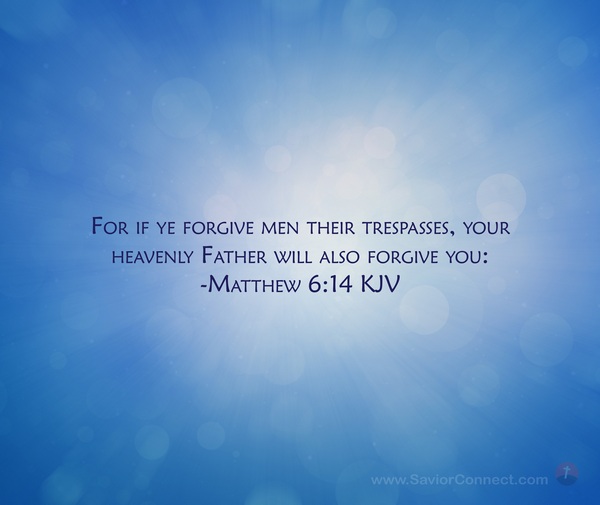 For if ye forgive men their trespasses, your
heavenly Father will also forgive you:
-Matthew 6:14 KJV
www.SaviorConnect.com